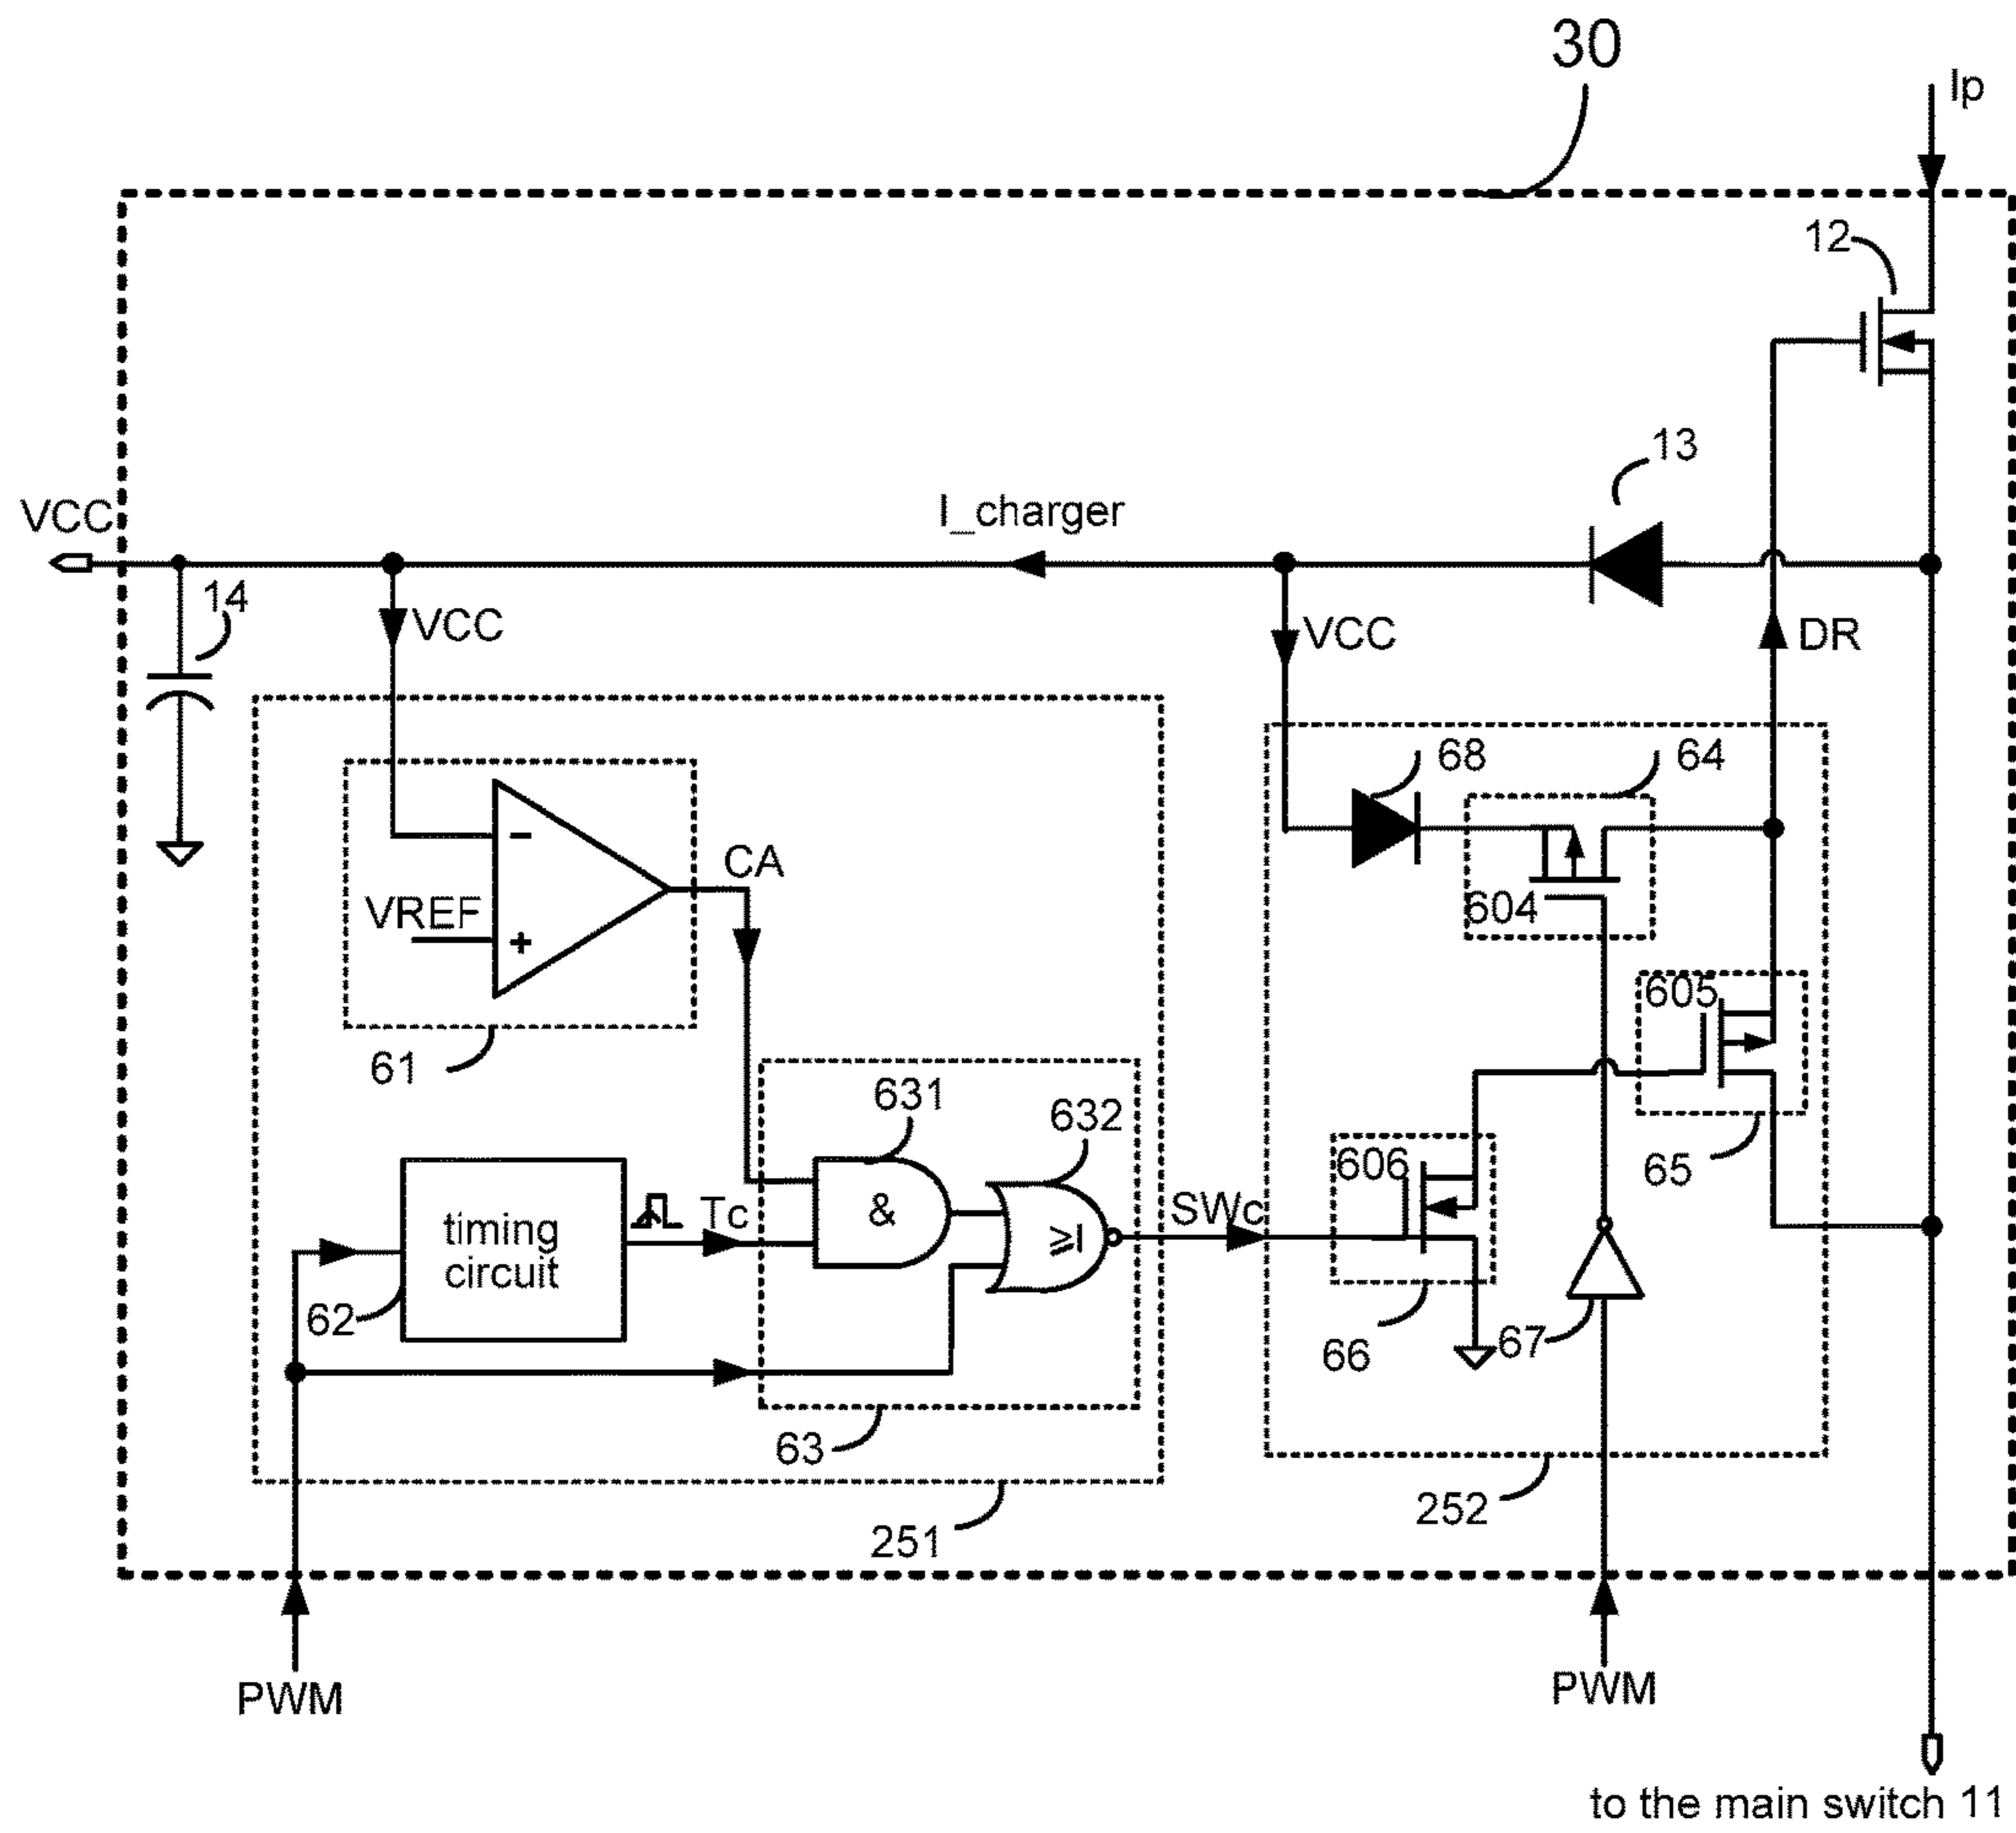 30
Ip
12
13
VCC
I_charger
14
VCC
VCC
DR
68
64
CA
VREF
−
+
604
605
61
631
632
606
65
timing
circuit
Tc
&
≥1
SWc
62
66
67
63
251
252
PWM
PWM
to the main switch 11